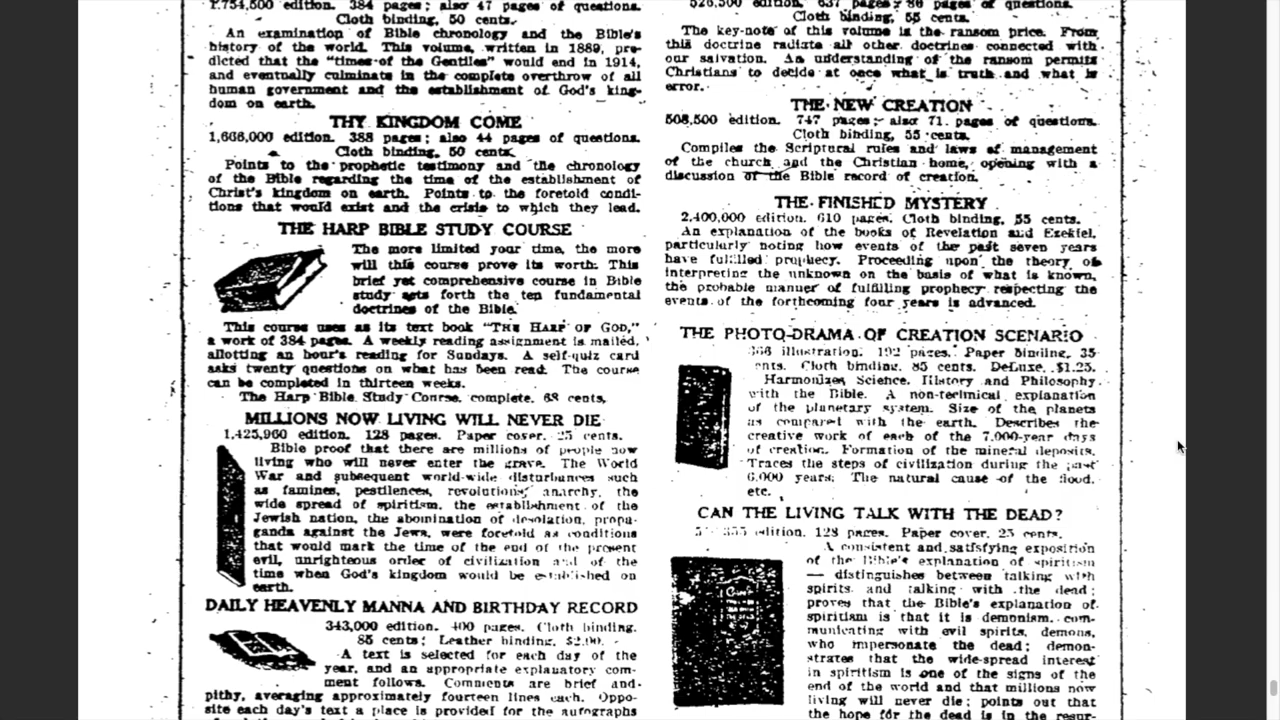 1,754,500 edition. 384 pages; also 47 pages of questions.
Cloth binding, 50 cents.
An examination of Bible chronology and the Bible's
history of the world. This volume, written in 1889, pre-
dicted that the "times of the Gentiles" would end in 1914,
and eventually culminate in the complete overthrow of all
human government and the establishment of God's king-
dom on earth.
THY KINGDOM COME
1,666,000 edition. 388 pages; also 44 pages of questions.
Cloth binding, 50 cents.
Points to the prophetic testimony and the chronology
of the Bible regarding the time of the establishment of
Christ's kingdom on earth. Points to the foretold condi-
tions that would exist and the crisis to which they lead.
THE HARP BIBLE STUDY COURSE
The more limited your time, the more
will this course prove its worth. This
brief yet comprehensive course in Bible
study sets forth the ten fundamental
doctrines of the Bible.
This course uses as its text book "THE HARP OF GOD,"
a work of 384 pages. A weekly reading assignment is mailed,
allotting an hour's reading for Sundays. A self-quiz card
asks twenty questions on what has been read. The course
can be completed in thirteen weeks.
The Harp Bible Study Course, complete, 68 cents.
MILLIONS NOW LIVING WILL NEVER DIE
1,425,960 edition. 128 pages. Paper cover. 25 cents.
Bible proof that there are millions of people now
living who will never enter the grave. The World
War and subsequent world-wide disturbances such
as famines, pestilences, revolutions, anarchy, the
wide spread of spiritism, the establishment of the
Jewish nation, the abomination of desolation, propa-
ganda against the Jews, were foretold as conditions
that would mark the time of the end of the present
evil, unrighteous order of civilization and of the
time when God's kingdom would be established on
earth.
DAILY HEAVENLY MANNA AND BIRTHDAY RECORD
343,000 edition. 400 pages. Cloth binding,
85 cents; Leather binding, $2.00.
A text is selected for each day of the
year, and an appropriate explanatory com-
ment follows. Comments are brief and
pithy, averaging approximately fourteen lines each. Oppo-
site each day's text a place is provided for the autographs
526,500 edition. 637 pages; 80 pages of questions.
Cloth binding, 55 cents.
The key-note of this volume is the ransom price. From
this doctrine radiate all other doctrines connected with
our salvation. An understanding of the ransom permits
Christians to decide at once what is truth and what is
error.
THE NEW CREATION
508,500 edition. 747 pages; also 71 pages of questions.
Cloth binding, 55 cents.
Compiles the Scriptural rules and laws of management
of the church and the Christian home, opening with a
discussion of the Bible record of creation.
THE FINISHED MYSTERY
2,400,000 edition. 610 pages. Cloth binding, 55 cents.
An explanation of the books of Revelation and Ezekiel,
particularly noting how events of the past seven years
have fulfilled prophecy. Proceeding upon the theory of
interpreting the unknown on the basis of what is known,
the probable manner of fulfilling prophecy respecting the
events of the forthcoming four years is advanced.
THE PHOTO-DRAMA OF CREATION SCENARIO
illustration. 192 pages. Paper binding, 35
cents. Cloth binding, 85 cents. DeLuxe, $1.25.
Harmonizes Science, History and Philosophy
with the Bible. A non-technical explanation
of the planetary system. Size of the planets
as compared with the earth. Describes the
creative work of each of the 7,000-year days
of creation. Formation of the mineral deposits.
Traces the steps of civilization during the past
6,000 years; The natural cause of the flood,
etc.
CAN THE LIVING TALK WITH THE DEAD?
edition. 128 pages. Paper cover. 25 cents.
A consistent and satisfying exposition
of the Bible's explanation of spiritism
— distinguishes between talking with
spirits and talking with the dead;
proves that the Bible's explanation of
spiritism is that it is demonism, com-
municating with evil spirits, demons,
who impersonate the dead; demon-
strates that the wide-spread interest
in spiritism is one of the signs of the
end of the world and that millions now
living will never die; points out that
the hope for the dead is in the resur-